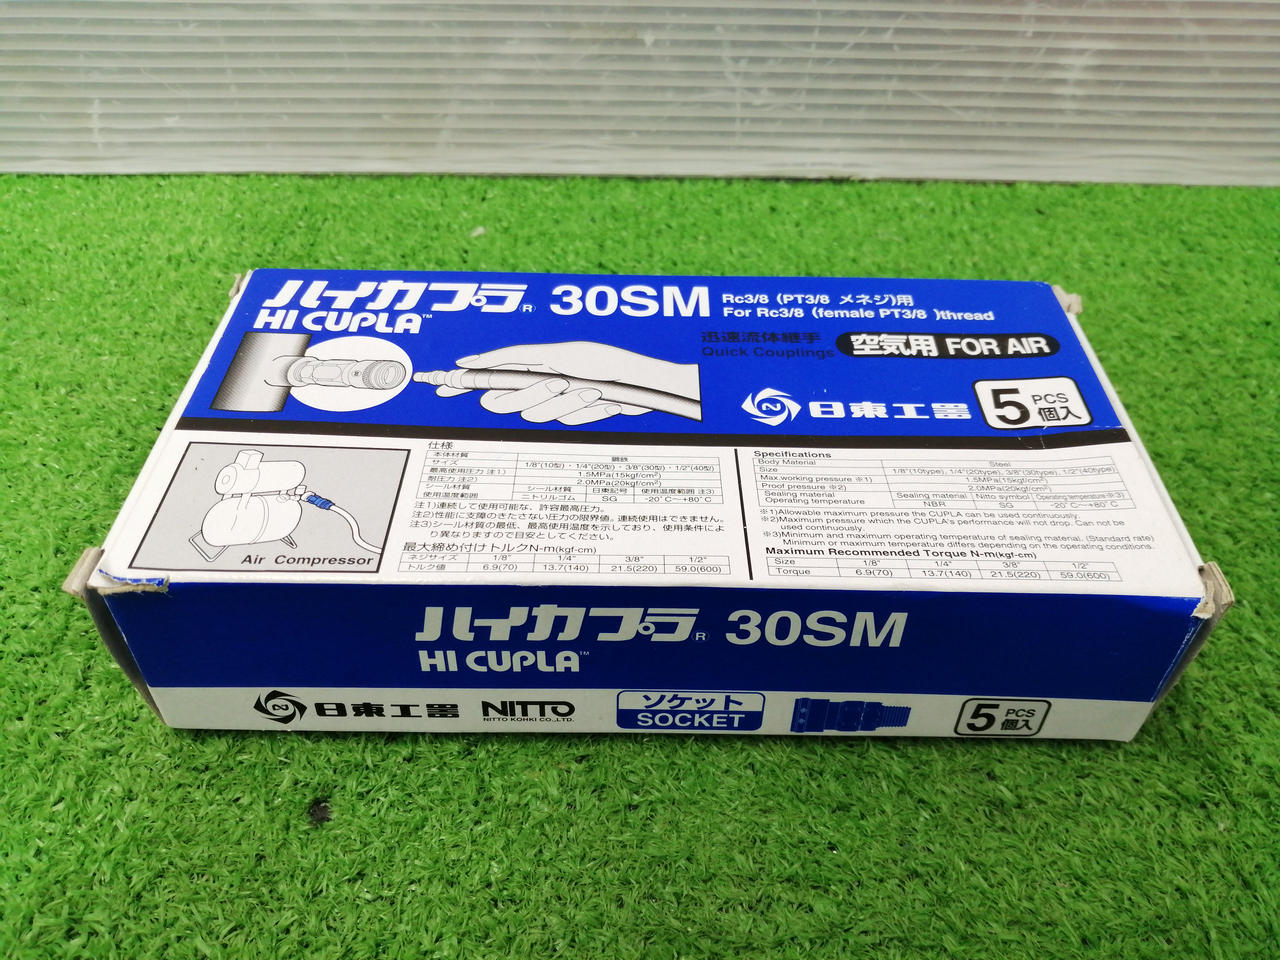 ハイカプラ® 30SM
HI CUPLA™
Rc3/8 (PT3/8 メネジ)用
For Rc3/8 (female PT3/8 )thread
迅速流体継手
Quick Couplings
空気用 FOR AIR
日東工器
5 PCS 個入
Air Compressor
仕様
本体材質 鋼鉄
サイズ 1/8"(10型)・1/4"(20型)・3/8"(30型)・1/2"(40型)
最高使用圧力 注1) 1.5MPa(15kgf/cm²)
耐圧力 注2) 2.0MPa(20kgf/cm²)
シール材質 シール材質 日東記号 使用温度範囲 注3)
使用温度範囲 ニトリルゴム SG -20°C～+80°C
注1)連続して使用可能な、許容最高圧力。
注2)性能に支障のきたさない圧力の限界値。連続使用はできません。
注3)シール材質の最低、最高使用温度を示しており、使用条件により異なりますので目安としてください。
最大締め付けトルクN-m(kgf-cm)
ネジサイズ 1/8" 1/4" 3/8" 1/2"
トルク値 6.9(70) 13.7(140) 21.5(220) 59.0(600)
Specifications
Body Material Steel
Size 1/8"(10type), 1/4"(20type), 3/8"(30type), 1/2"(40type)
Max.working pressure ※1) 1.5MPa(15kgf/cm²)
Proof pressure ※2) 2.0MPa(20kgf/cm²)
Sealing material Sealing material Nitto symbol Operating temperature ※3)
Operating temperature NBR SG -20°C～+80°C
※1)Allowable maximum pressure the CUPLA can be used continuously.
※2)Maximum pressure which the CUPLA's performance will not drop. Can not be
used continuously.
※3)Minimum and maximum operating temperature of sealing material. (Standard rate)
Minimum or maximum temperature differs depending on the operating conditions.
Maximum Recommended Torque N-m(kgf-cm)
Size 1/8" 1/4" 3/8" 1/2"
Torque 6.9(70) 13.7(140) 21.5(220) 59.0(600)
ハイカプラ® 30SM
HI CUPLA™
日東工器 NITTO
NITTO KOHKI CO.,LTD.
ソケット
SOCKET
5 PCS 個入